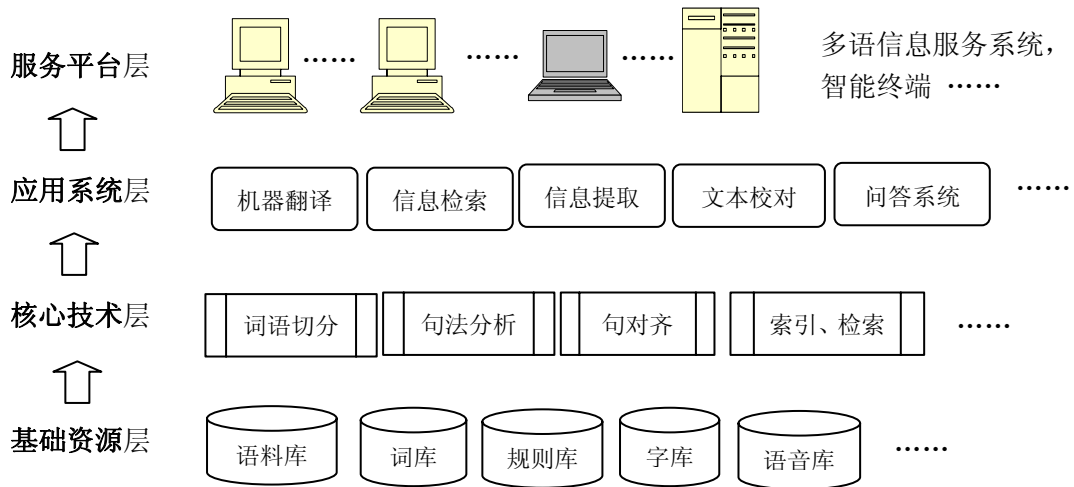 服务平台层
…… …… ……
多语信息服务系统，
智能终端 ……
应用系统层
机器翻译 信息检索 信息提取 文本校对 问答系统 ……
核心技术层
词语切分 句法分析 句对齐 索引、检索 ……
基础资源层
语料库 词库 规则库 字库 语音库 ……